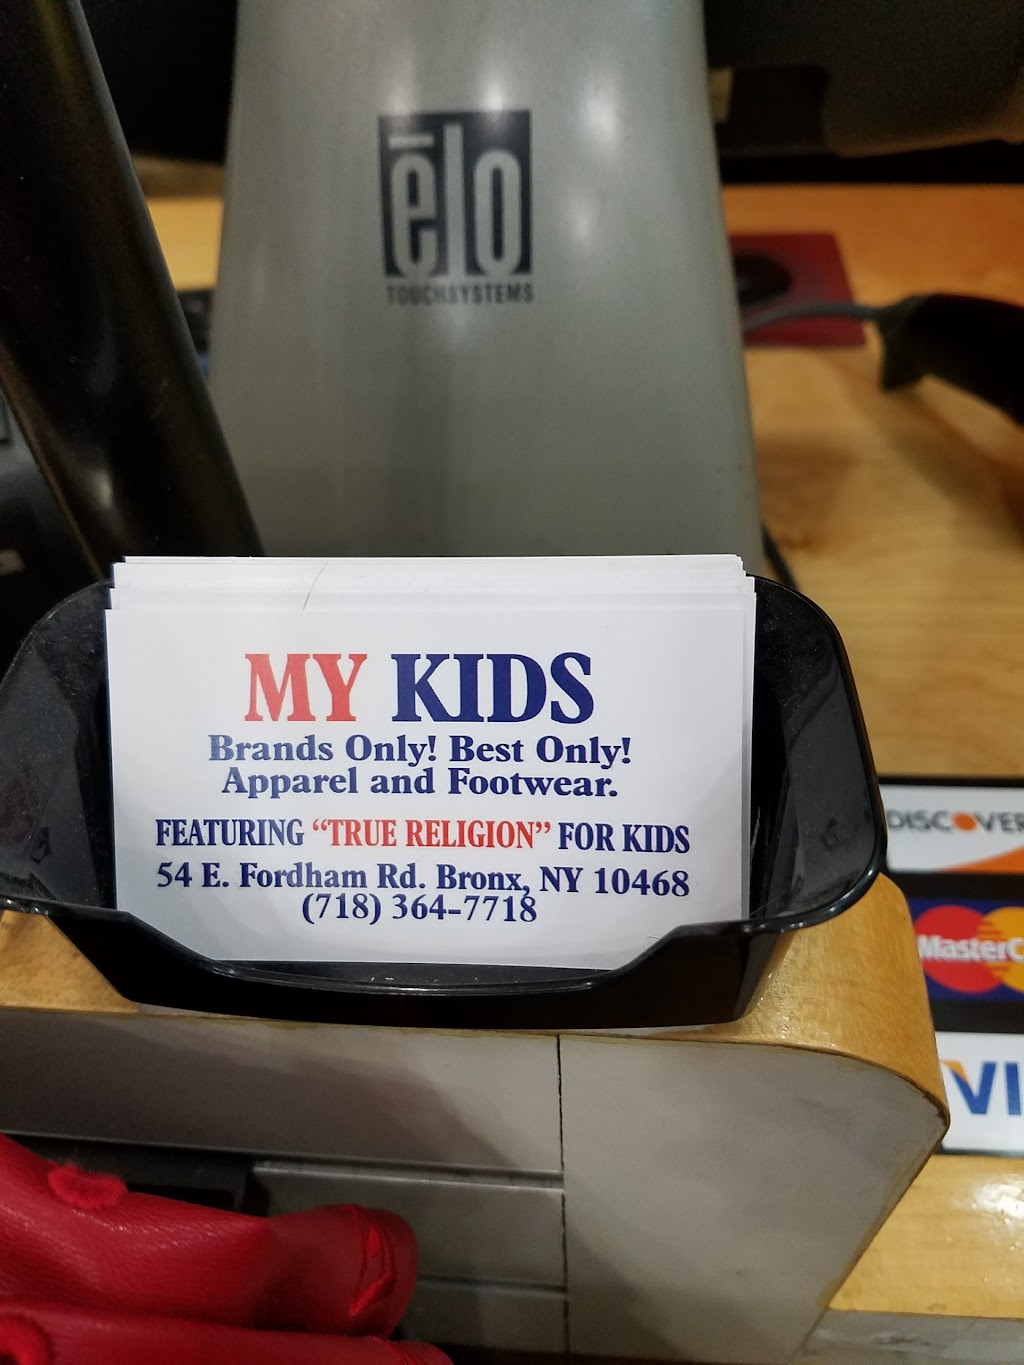 ēlo
TOUCHSYSTEMS
MY KIDS
Brands Only! Best Only!
Apparel and Footwear.
FEATURING “TRUE RELIGION” FOR KIDS
54 E. Fordham Rd. Bronx, NY 10468
(718) 364-7718
DISCOVER
MasterC
VI